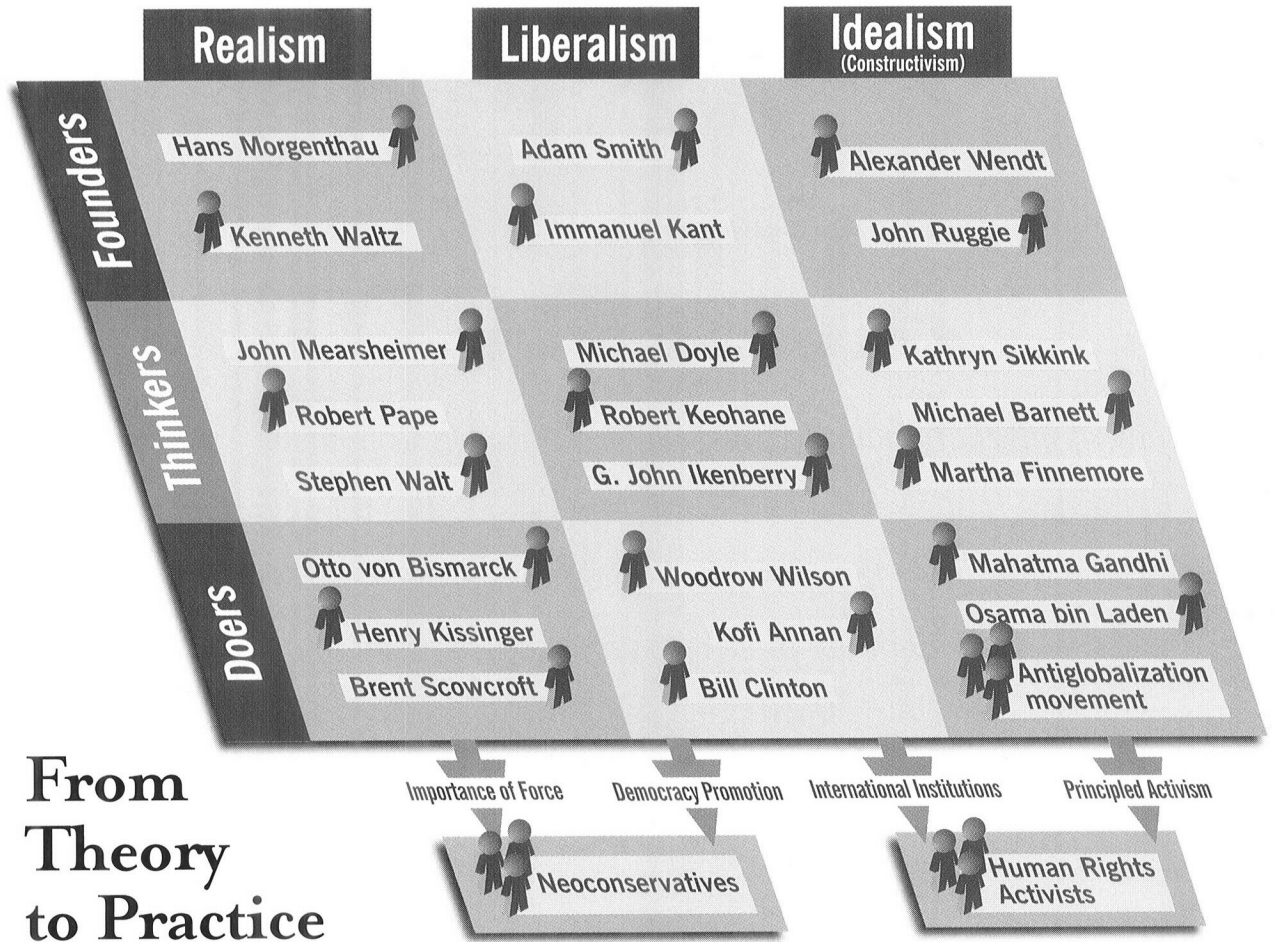 Realism
Liberalism
Idealism
(Constructivism)
Founders
Hans Morgenthau
Kenneth Waltz
Adam Smith
Immanuel Kant
Alexander Wendt
John Ruggie
Thinkers
John Mearsheimer
Robert Pape
Stephen Walt
Michael Doyle
Robert Keohane
G. John Ikenberry
Kathryn Sikkink
Michael Barnett
Martha Finnemore
Doers
Otto von Bismarck
Henry Kissinger
Brent Scowcroft
Woodrow Wilson
Kofi Annan
Bill Clinton
Mahatma Gandhi
Osama bin Laden
Antiglobalization
movement
Importance of Force
Democracy Promotion
International Institutions
Principled Activism
Neoconservatives
Human Rights
Activists
From
Theory
to Practice